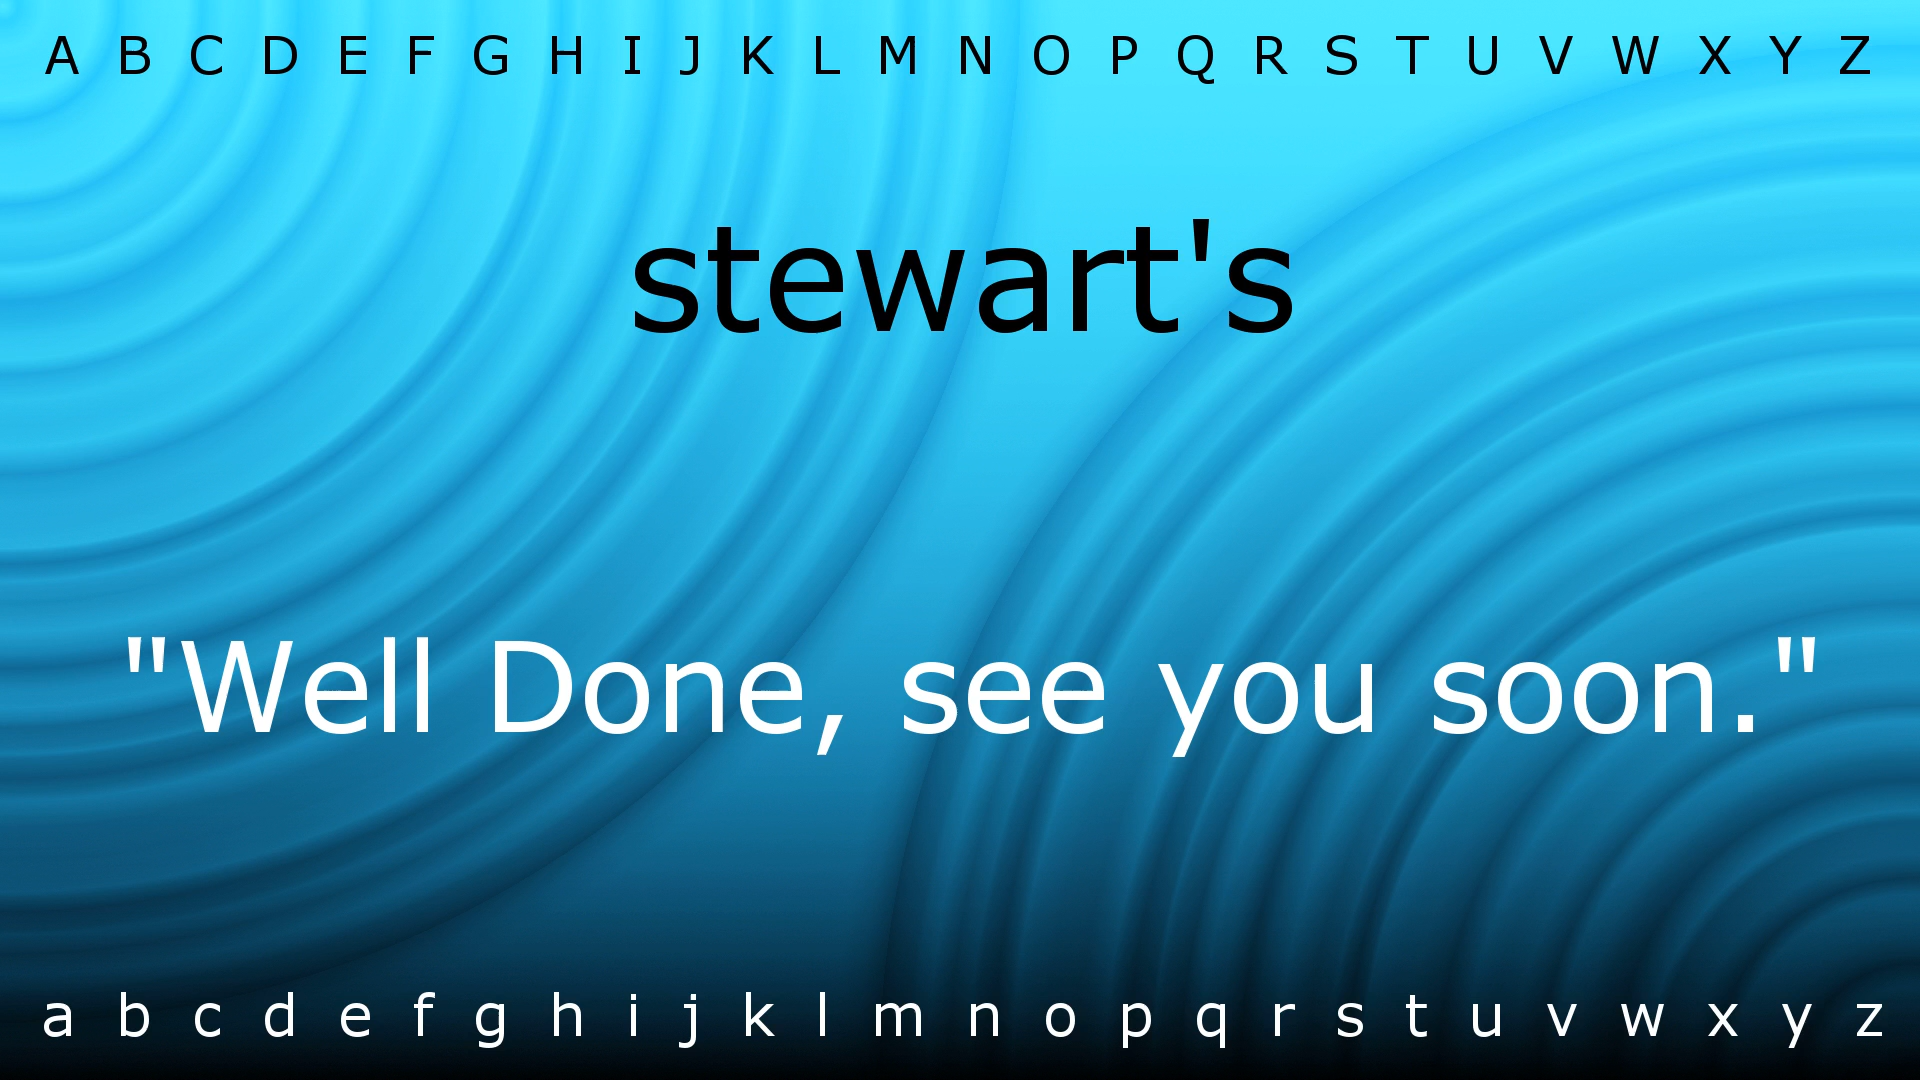 A B C D E F G H I J K L M N O P Q R S T U V W X Y Z
stewart's
"Well Done, see you soon."
a b c d e f g h i j k l m n o p q r s t u v w x y z